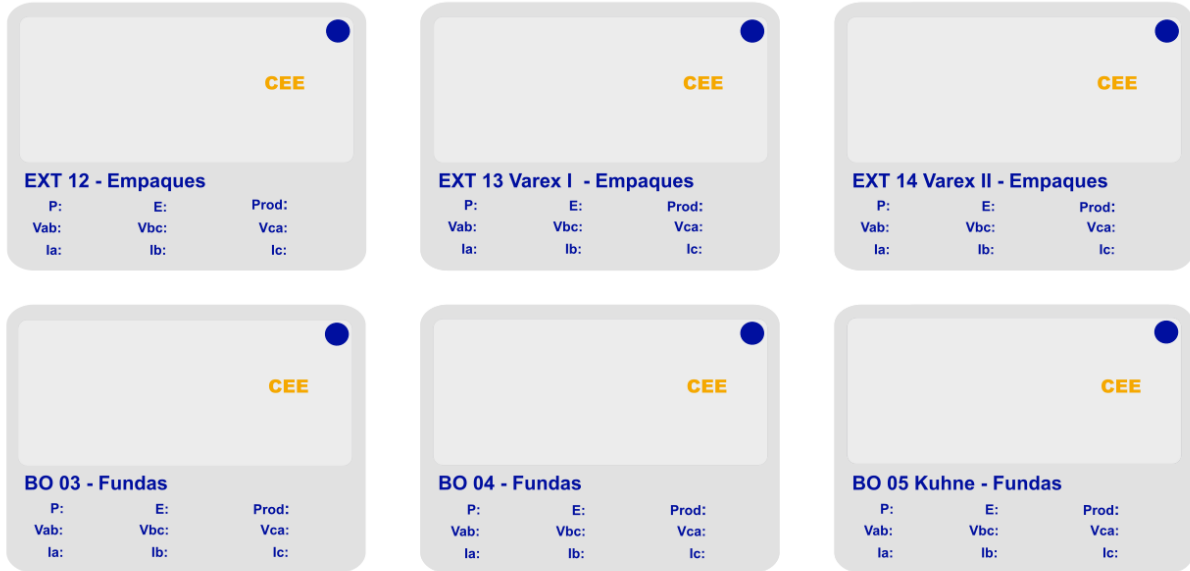 CEE CEE CEE
EXT 12 - Empaques EXT 13 Varex I - Empaques EXT 14 Varex II - Empaques
P: E: Prod: P: E: Prod: P: E: Prod:
Vab: Vbc: Vca: Vab: Vbc: Vca: Vab: Vbc: Vca:
Ia: Ib: Ic: Ia: Ib: Ic: Ia: Ib: Ic:
CEE CEE CEE
BO 03 - Fundas BO 04 - Fundas BO 05 Kuhne - Fundas
P: E: Prod: P: E: Prod: P: E: Prod:
Vab: Vbc: Vca: Vab: Vbc: Vca: Vab: Vbc: Vca:
Ia: Ib: Ic: Ia: Ib: Ic: Ia: Ib: Ic: